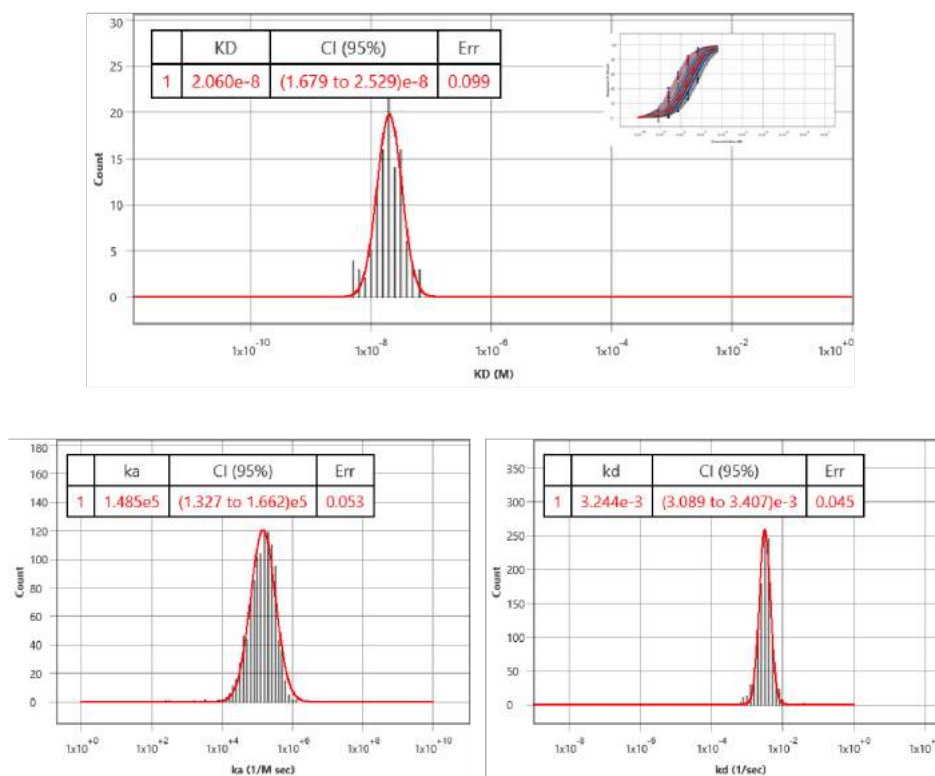 30
KD CI (95%) Err
1 2.060e-8 (1.679 to 2.529)e-8 0.099
25
20
15
10
5
0
Count
1x10⁻¹⁰ 1x10⁻⁸ 1x10⁻⁶ 1x10⁻⁴ 1x10⁻² 1x10⁺⁰
KD (M)
180
ka CI (95%) Err
1 1.485e5 (1.327 to 1.662)e5 0.053
160
140
120
100
80
60
40
20
0
Count
1x10⁺⁰ 1x10⁺² 1x10⁺⁴ 1x10⁺⁶ 1x10⁺⁸ 1x10⁺¹⁰
ka (1/M sec)
kd CI (95%) Err
1 3.244e-3 (3.089 to 3.407)e-3 0.045
350
300
250
200
150
100
50
0
Count
1x10⁻⁸ 1x10⁻⁶ 1x10⁻⁴ 1x10⁻² 1x10⁺⁰
kd (1/sec)